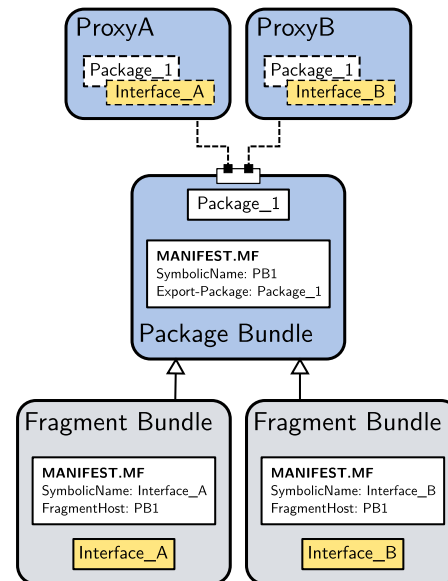 ProxyA
Package_1
Interface_A
ProxyB
Package_1
Interface_B
Package_1
MANIFEST.MF
SymbolicName: PB1
Export-Package: Package_1
Package Bundle
Fragment Bundle
MANIFEST.MF
SymbolicName: Interface_A
FragmentHost: PB1
Interface_A
Fragment Bundle
MANIFEST.MF
SymbolicName: Interface_B
FragmentHost: PB1
Interface_B